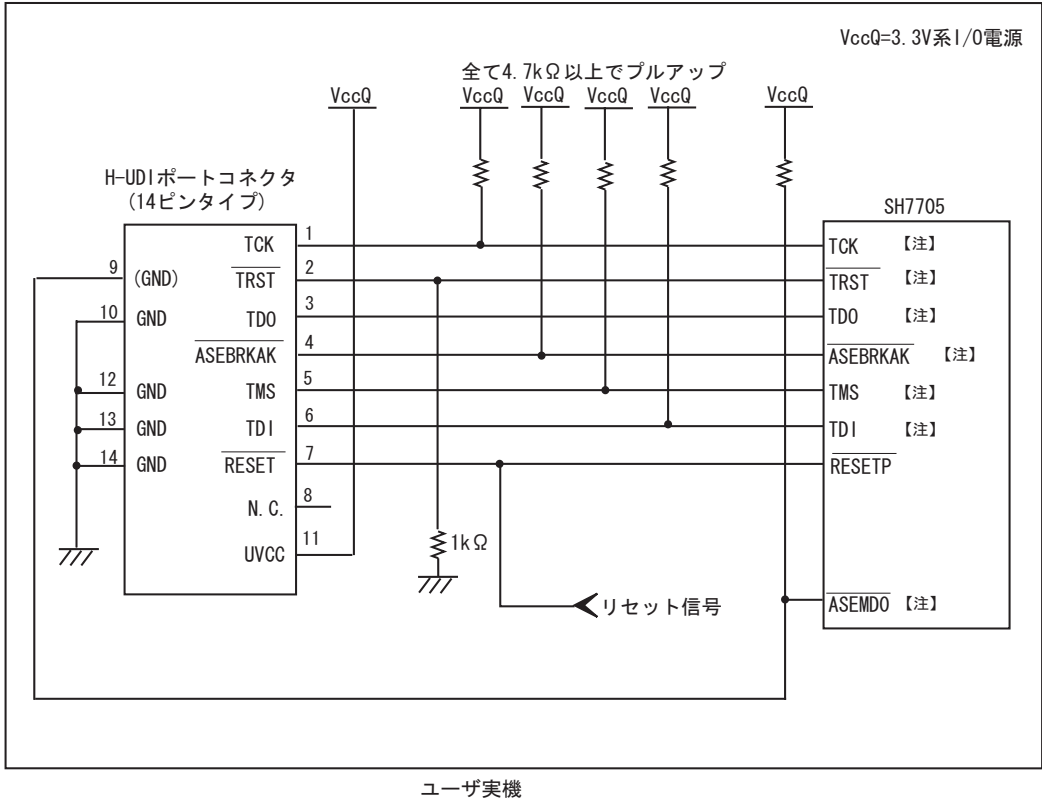 VccQ=3.3V系I/O電源
全て4.7kΩ以上でプルアップ
VccQ VccQ VccQ VccQ VccQ VccQ
H-UDIポートコネクタ
(14ピンタイプ)
SH7705
TCK 1 TCK 【注】
9 (GND) TRST 2 TRST 【注】
10 GND TDO 3 TDO 【注】
ASEBRKAK 4 ASEBRKAK 【注】
12 GND TMS 5 TMS 【注】
13 GND TDI 6 TDI 【注】
14 GND RESET 7 RESETP
N.C. 8
UVCC 11
1kΩ
リセット信号
ASEMD0 【注】
ユーザ実機